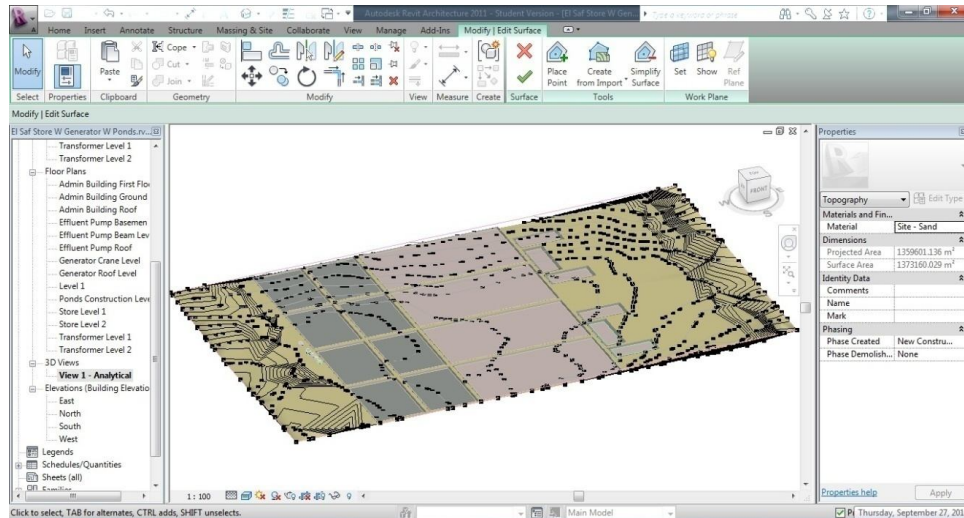 Autodesk Revit Architecture 2011 - Student Version - [El Saf Store W Gen...
Type a keyword or phrase
Home Insert Annotate Structure Massing & Site Collaborate View Manage Add-Ins Modify | Edit Surface
Modify
Paste
Cope
Cut
Join
Place Point
Create from Import
Simplify Surface
Set
Show
Ref Plane
Select Properties Clipboard Geometry Modify View Measure Create Surface Tools Work Plane
Modify | Edit Surface
El Saf Store W Generator W Ponds.rv...
Transformer Level 1
Transformer Level 2
Floor Plans
Admin Building First Flo
Admin Building Ground
Admin Building Roof
Effluent Pump Basemen
Effluent Pump Beam Lev
Effluent Pump Roof
Generator Crane Level
Generator Roof Level
Level 1
Ponds Construction Leve
Store Level 1
Store Level 2
Transformer Level 1
Transformer Level 2
3D Views
View 1 - Analytical
Elevations (Building Elevatio
East
North
South
West
Legends
Schedules/Quantities
Sheets (all)
Families
FRONT
1 : 100
Properties
Topography
Edit Type
Materials and Fin...
Material Site - Sand
Dimensions
Projected Area 1359601.136 m²
Surface Area 1373160.029 m²
Identity Data
Comments
Name
Mark
Phasing
Phase Created New Constru...
Phase Demolish... None
Properties help
Apply
Click to select, TAB for alternates, CTRL adds, SHIFT unselects.
Main Model
Thursday, September 27, 201